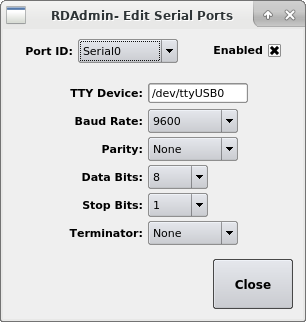 RDAdmin- Edit Serial Ports
Port ID: Serial0 Enabled
TTY Device: /dev/ttyUSB0
Baud Rate: 9600
Parity: None
Data Bits: 8
Stop Bits: 1
Terminator: None
Close